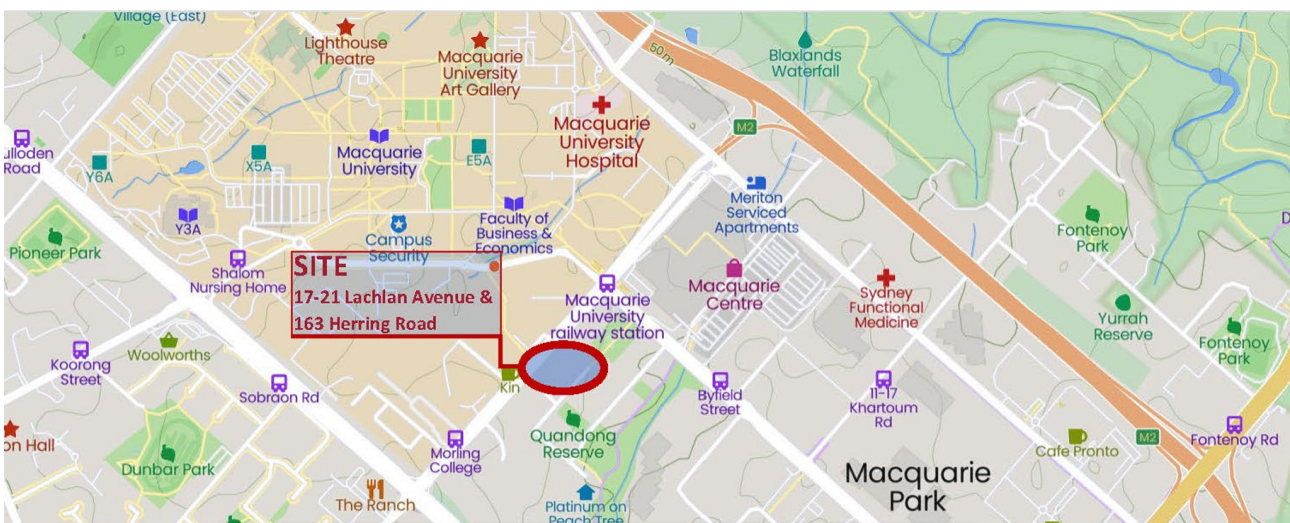 Village (East)
Lighthouse
Theatre
Macquarie
University
Art Gallery
50m
Blaxlands
Waterfall
M2
Macquarie
University
Hospital
Road
Y6A
X5A
Macquarie
University
E5A
Meriton
Serviced
Apartments
Fontenoy
Park
Y3A
Pioneer Park
Campus
Security
Faculty of
Business &
Economics
Shalom
Nursing Home
SITE
17-21 Lachlan Avenue &
163 Herring Road
Macquarie
University
railway station
Macquarie
Centre
Sydney
Functional
Medicine
Yurrah
Reserve
Fontenoy
Park
Koorong
Street
Woolworths
Sobraon Rd
Kin
Byfield
Street
11-17
Khartoum
Rd
on Hall
Dunbar Park
Morling
College
Quandong
Reserve
Cafe Pronto
M2
Fontenoy Rd
The Ranch
Platinum on
Peach Tree
Macquarie
Park